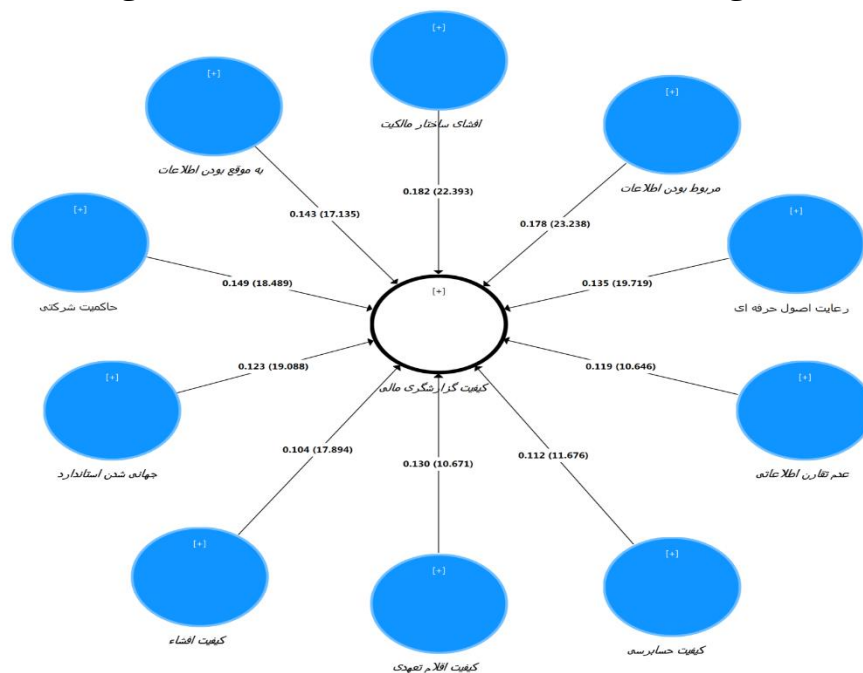 [+]
افشای ساختار مالکیت
[+]
به موقع بودن اطلاعات
[+]
مربوط بودن اطلاعات
0.182 (22.393)
0.143 (17.135)
0.178 (23.238)
[+]
حاکمیت شرکتی
[+]
رعایت اصول حرفه ای
0.149 (18.489)
0.135 (19.719)
[+]
کیفیت گزارشگری مالی
0.123 (19.088)
0.119 (10.646)
[+]
جهانی شدن استاندارد
[+]
عدم تقارن اطلاعاتی
0.104 (17.894)
0.130 (10.671)
0.112 (11.676)
[+]
کیفیت افشاء
[+]
کیفیت اقلام تعهدی
[+]
کیفیت حسابرسی